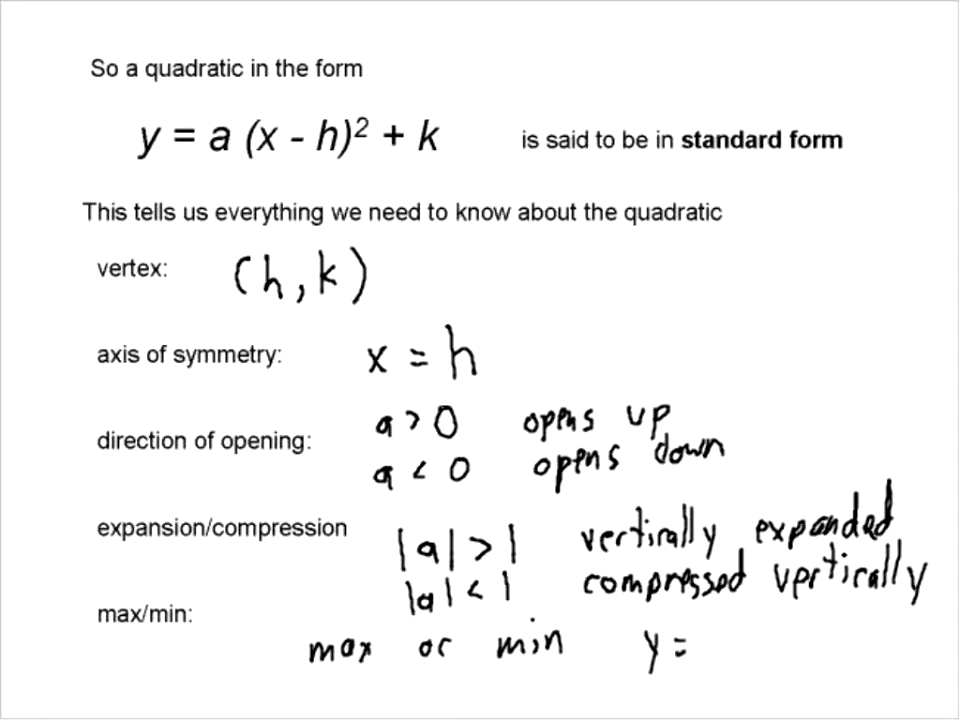 So a quadratic in the form
y = a (x - h)² + k is said to be in standard form
This tells us everything we need to know about the quadratic
vertex: (h, k)
axis of symmetry: x = h
direction of opening: a > 0 opens up
a < 0 opens down
expansion/compression |a| > 1 vertically expanded
|a| < 1 compressed vertically
max/min:
max or min y =